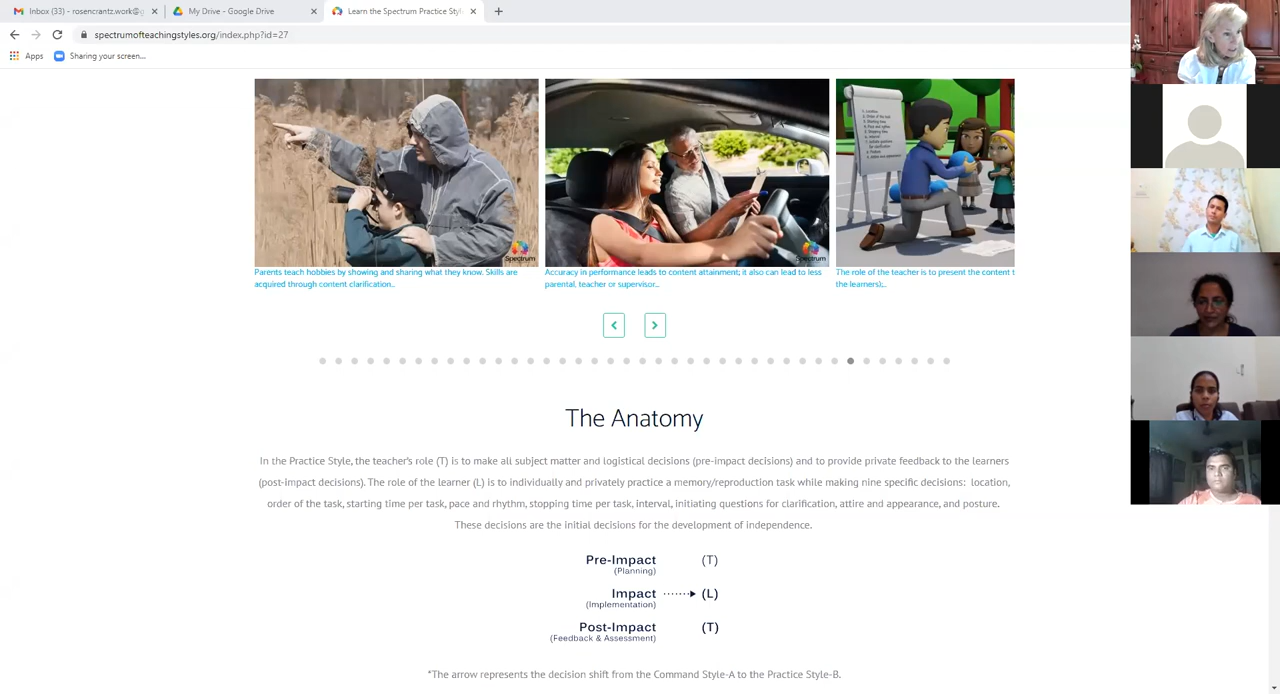 Inbox (33) - rosencrantz.work@g
My Drive - Google Drive
Learn the Spectrum Practice Styl
spectrumofteachingstyles.org/index.php?id=27
Apps
Sharing your screen...
Spectrum
Spectrum
Parents teach hobbies by showing and sharing what they know. Skills are
acquired through content clarification..
Accuracy in performance leads to content attainment; it also can lead to less
parental, teacher or supervisor...
The role of the teacher is to present the content t
the learners);..
The Anatomy
In the Practice Style, the teacher's role (T) is to make all subject matter and logistical decisions (pre-impact decisions) and to provide private feedback to the learners
(post-impact decisions). The role of the learner (L) is to individually and privately practice a memory/reproduction task while making nine specific decisions: location,
order of the task, starting time per task, pace and rhythm, stopping time per task, interval, initiating questions for clarification, attire and appearance, and posture.
These decisions are the initial decisions for the development of independence.
Pre-Impact (T)
(Planning)
Impact (L)
(Implementation)
Post-Impact (T)
(Feedback & Assessment)
*The arrow represents the decision shift from the Command Style-A to the Practice Style-B.